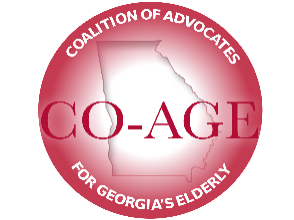 COALITION OF ADVOCATES
CO-AGE
FOR GEORGIA'S ELDERLY